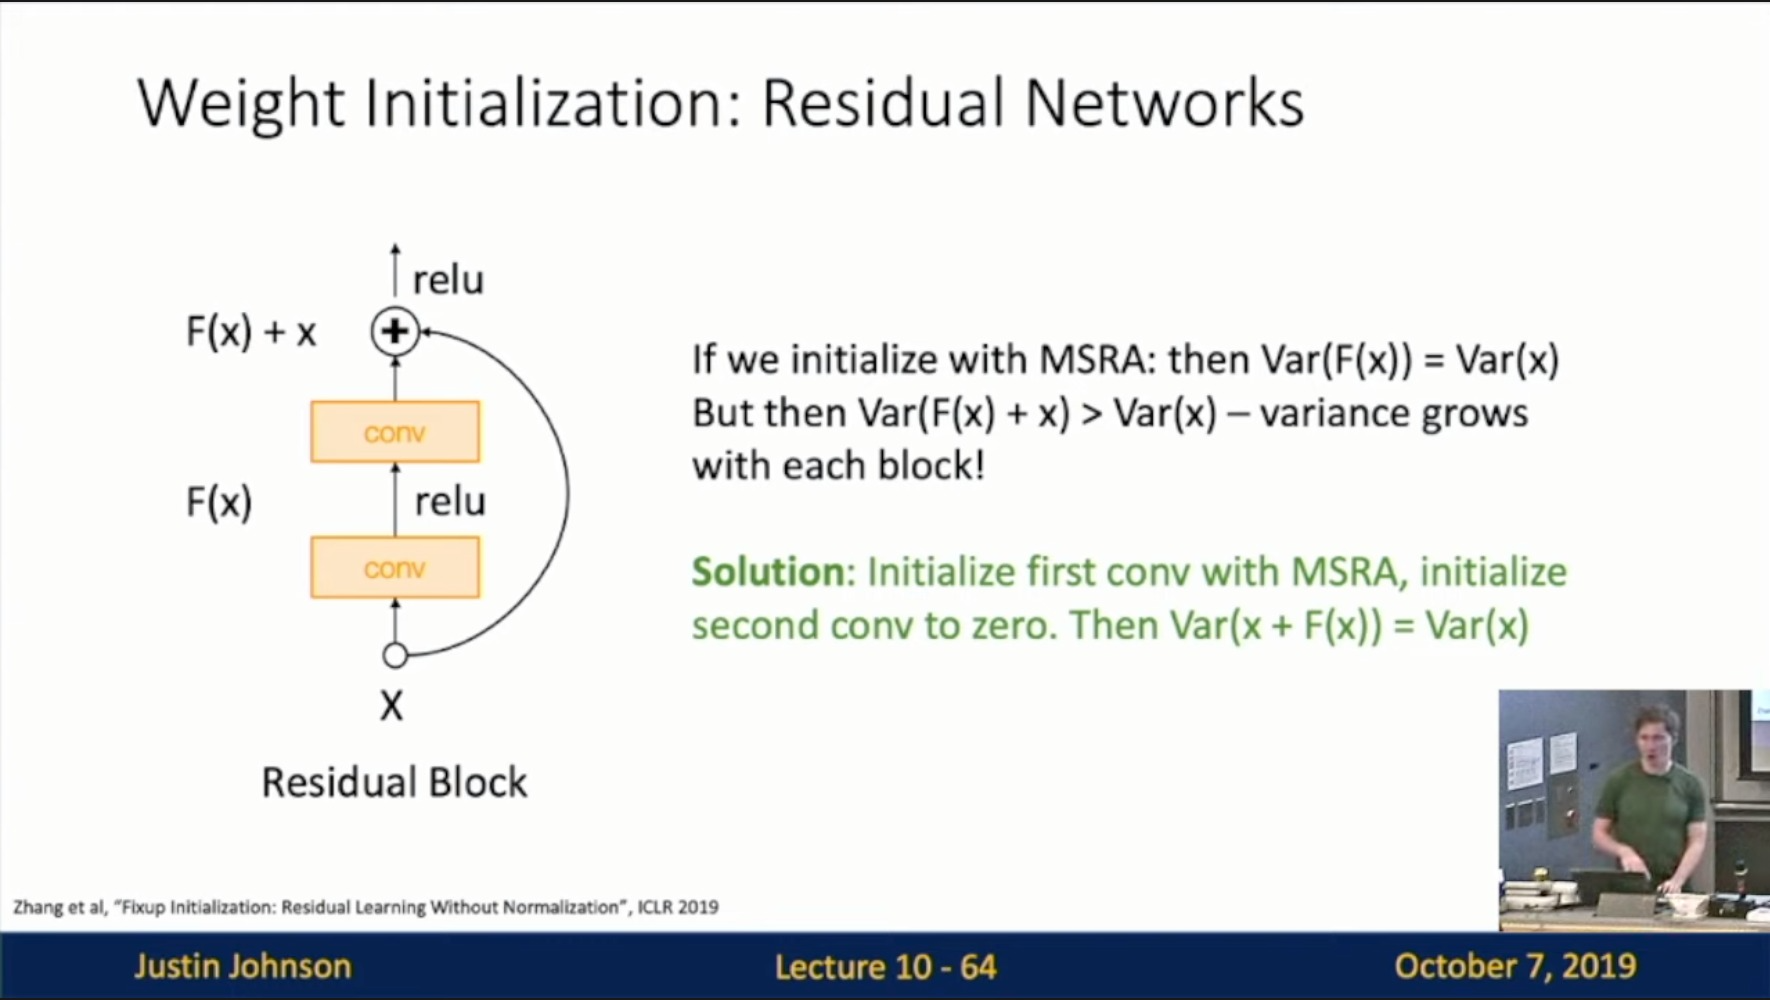 Weight Initialization: Residual Networks
relu
F(x) + x
+
conv
F(x)
relu
conv
X
Residual Block
If we initialize with MSRA: then Var(F(x)) = Var(x)
But then Var(F(x) + x) > Var(x) – variance grows
with each block!
Solution: Initialize first conv with MSRA, initialize
second conv to zero. Then Var(x + F(x)) = Var(x)
Zhang et al, “Fixup Initialization: Residual Learning Without Normalization”, ICLR 2019
Justin Johnson
Lecture 10 - 64
October 7, 2019